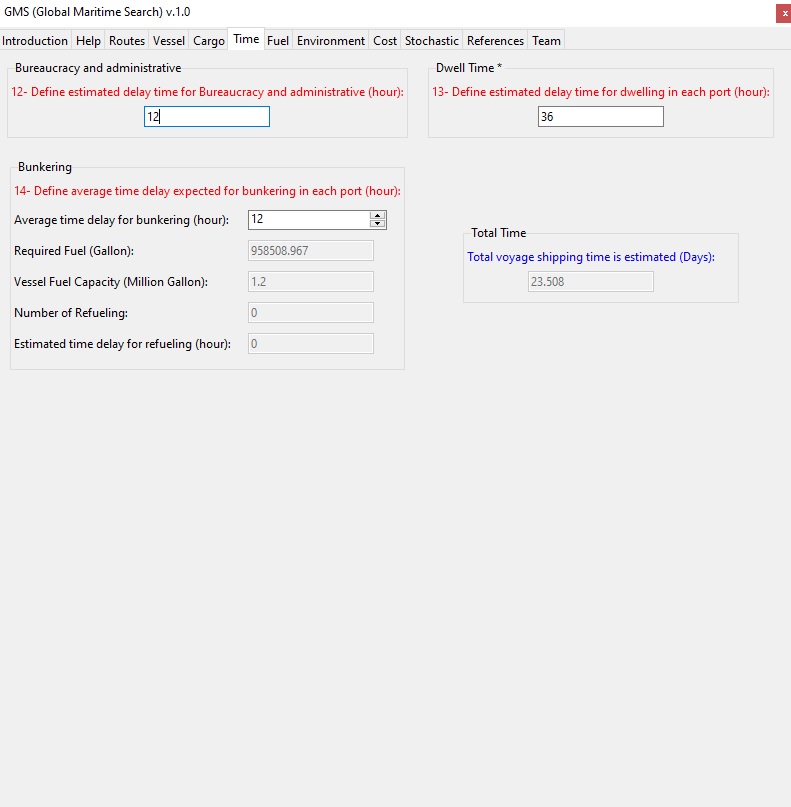 GMS (Global Maritime Search) v.1.0
x
Introduction Help Routes Vessel Cargo Time Fuel Environment Cost Stochastic References Team
Bureaucracy and administrative
12- Define estimated delay time for Bureaucracy and administrative (hour):
12
Dwell Time *
13- Define estimated delay time for dwelling in each port (hour):
36
Bunkering
14- Define average time delay expected for bunkering in each port (hour):
Average time delay for bunkering (hour): 12
Required Fuel (Gallon): 958508.967
Vessel Fuel Capacity (Million Gallon): 1.2
Number of Refueling: 0
Estimated time delay for refueling (hour): 0
Total Time
Total voyage shipping time is estimated (Days):
23.508